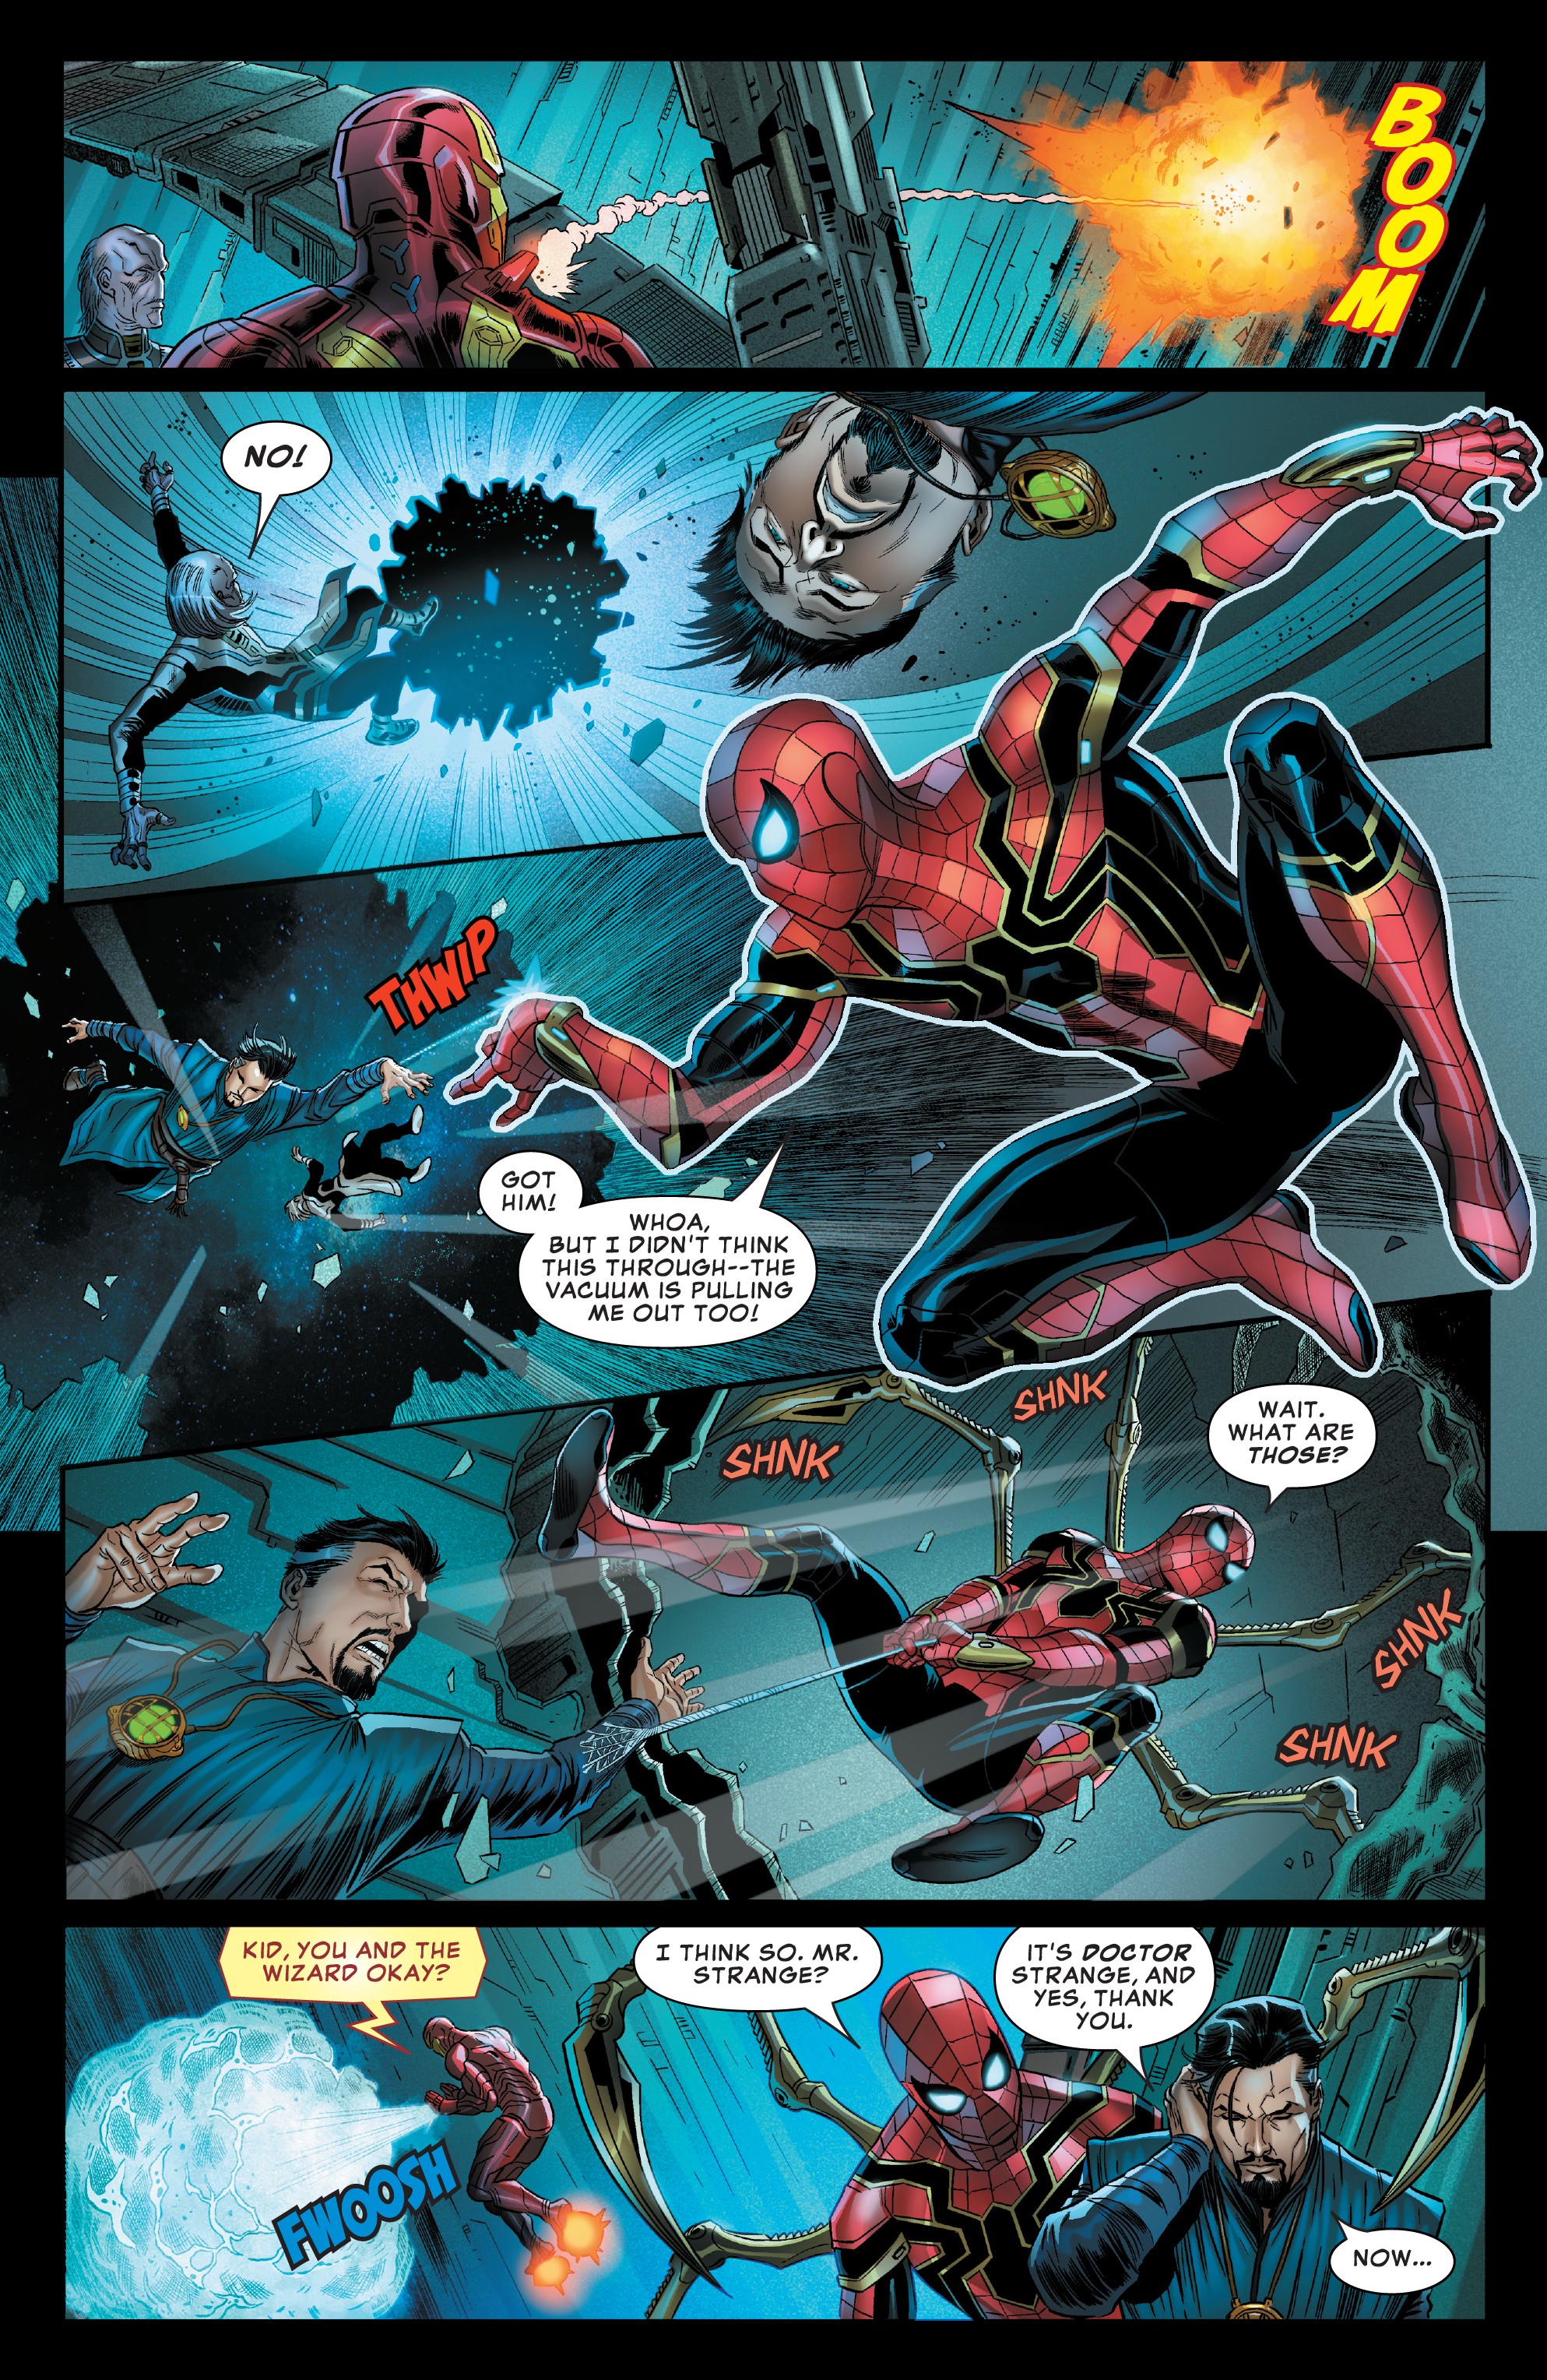 BOOM
NO!
THWIP
GOT
HIM!
WHOA,
BUT I DIDN'T THINK
THIS THROUGH--THE
VACUUM IS PULLING
ME OUT TOO!
SHNK
SHNK
WAIT.
WHAT ARE
THOSE?
SHNK
SHNK
KID, YOU AND THE
WIZARD OKAY?
FWOOSH
I THINK SO. MR.
STRANGE?
IT'S DOCTOR
STRANGE, AND
YES, THANK
YOU.
NOW...